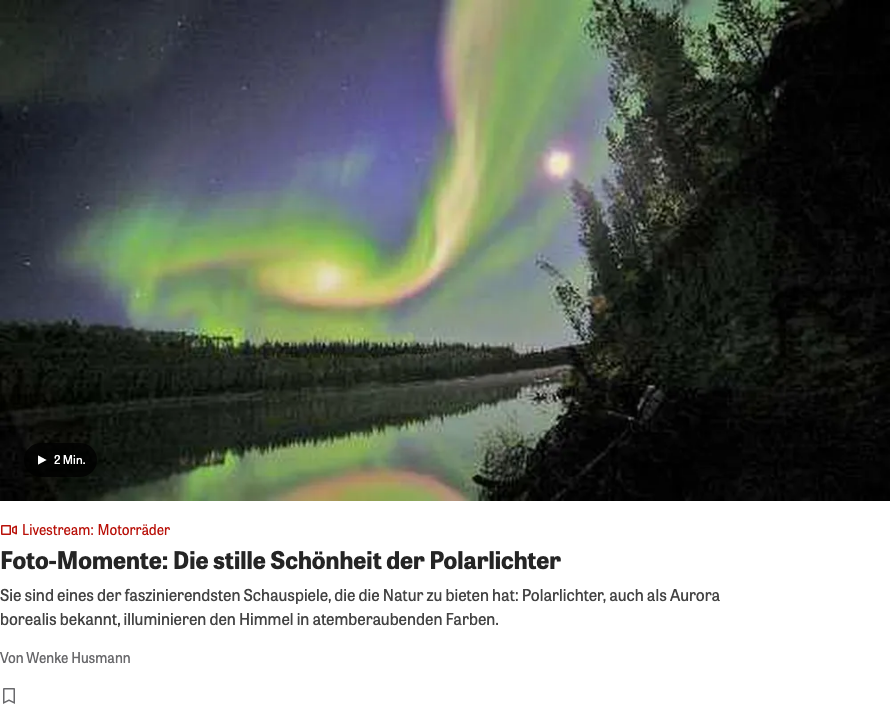 2 Min.
Livestream: Motorräder
Foto-Momente: Die stille Schönheit der Polarlichter
Sie sind eines der faszinierendsten Schauspiele, die die Natur zu bieten hat: Polarlichter, auch als Aurora
borealis bekannt, illuminieren den Himmel in atemberaubenden Farben.
Von Wenke Husmann